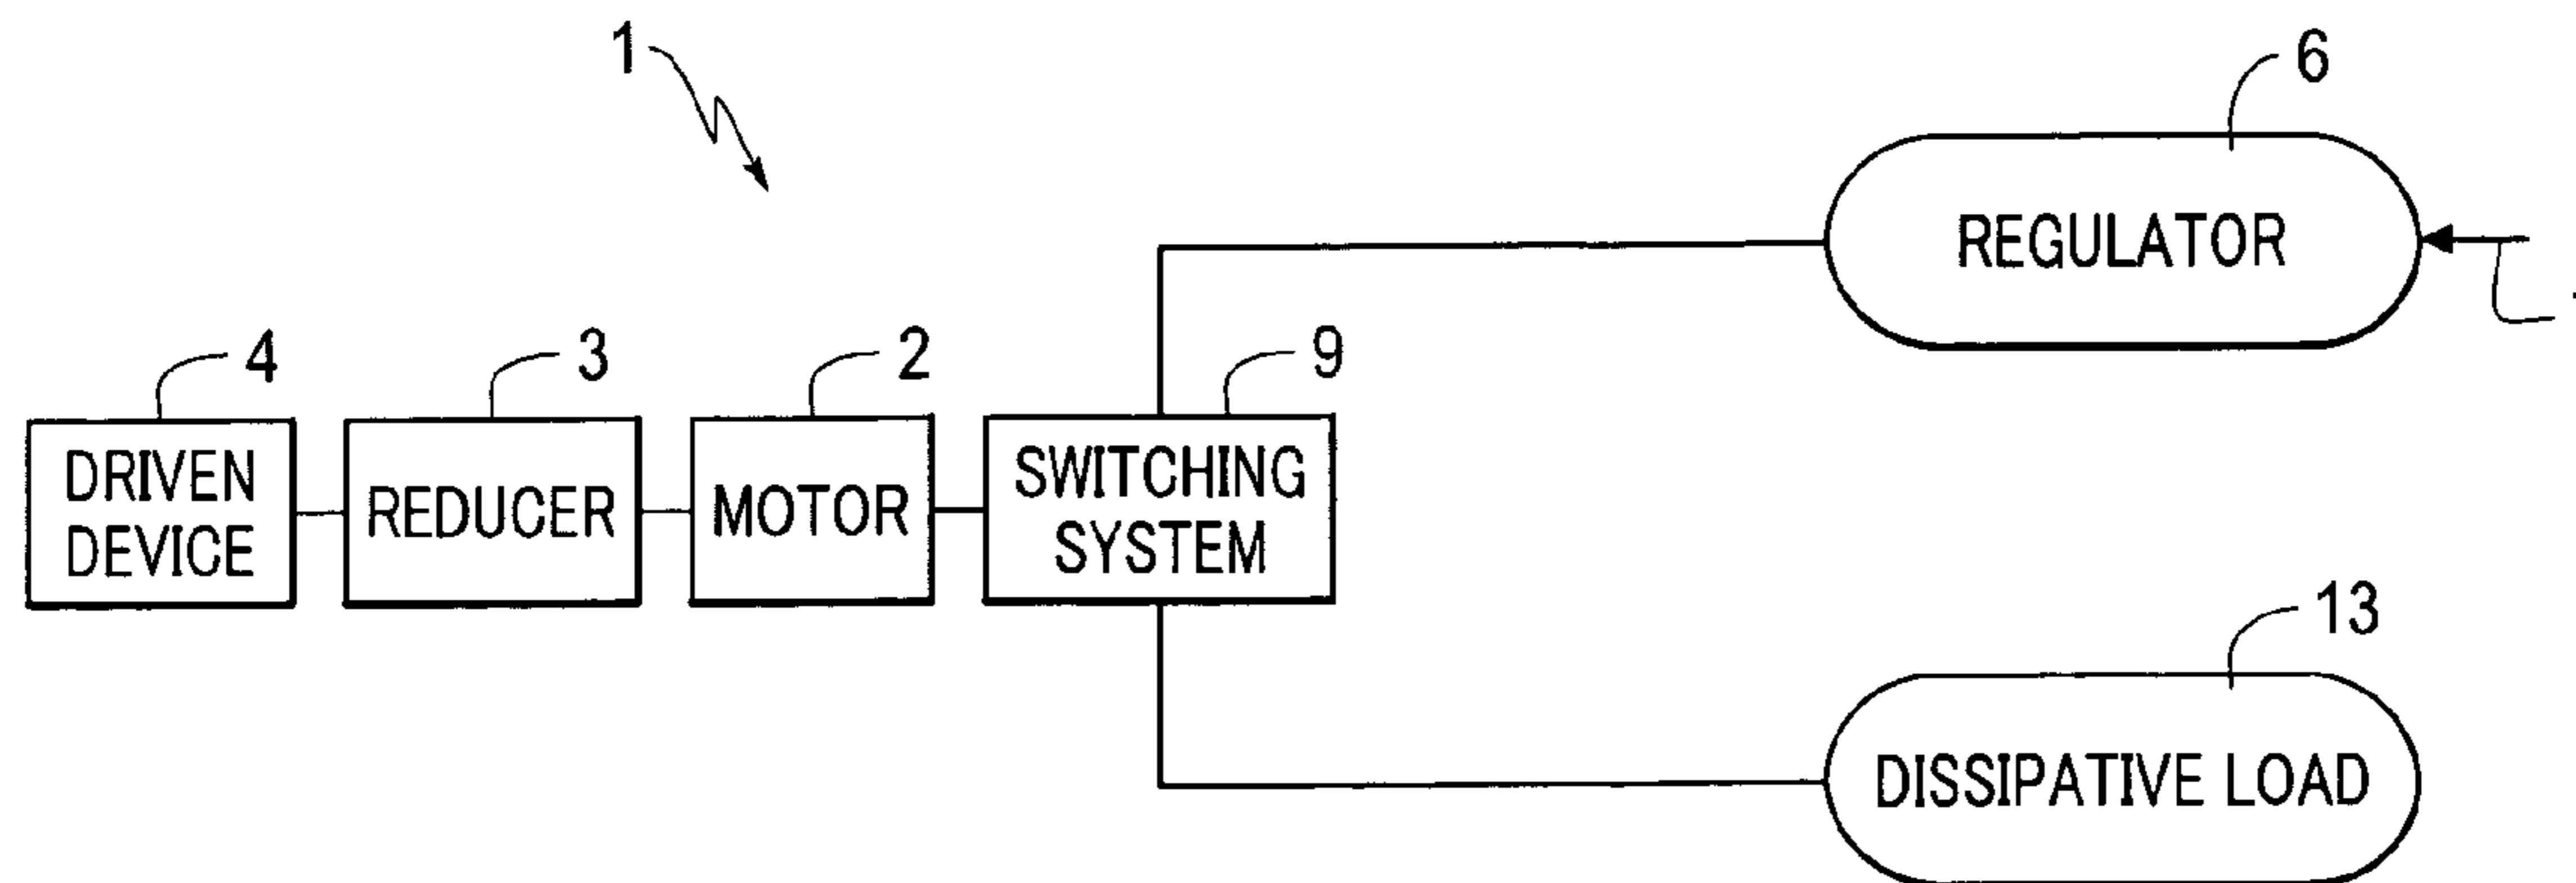 1
6
REGULATOR
4
3
2
9
DRIVEN
DEVICE
REDUCER
MOTOR
SWITCHING
SYSTEM
13
DISSIPATIVE LOAD